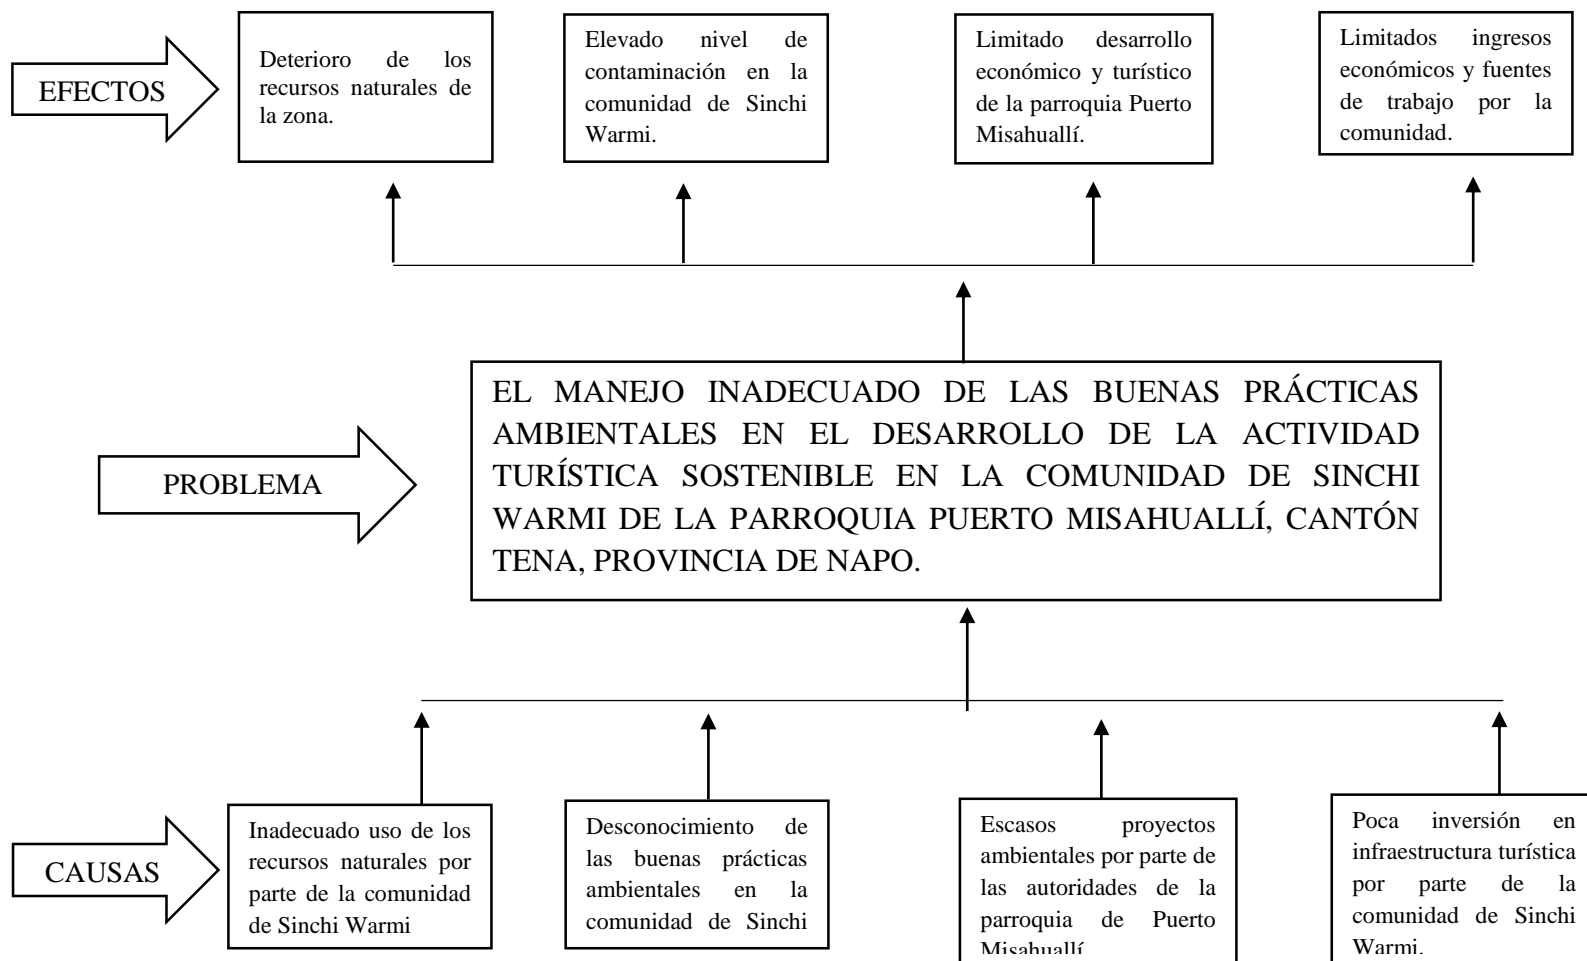 EFECTOS
Deterioro de los
recursos naturales de
la zona.
Elevado nivel de
contaminación en la
comunidad de Sinchi
Warmi.
Limitado desarrollo
económico y turístico
de la parroquia Puerto
Misahuallí.
Limitados ingresos
económicos y fuentes
de trabajo por la
comunidad.
PROBLEMA
EL MANEJO INADECUADO DE LAS BUENAS PRÁCTICAS
AMBIENTALES EN EL DESARROLLO DE LA ACTIVIDAD
TURÍSTICA SOSTENIBLE EN LA COMUNIDAD DE SINCHI
WARMI DE LA PARROQUIA PUERTO MISAHUALLÍ, CANTÓN
TENA, PROVINCIA DE NAPO.
CAUSAS
Inadecuado uso de los
recursos naturales por
parte de la comunidad
de Sinchi Warmi
Desconocimiento de
las buenas prácticas
ambientales en la
comunidad de Sinchi
Escasos proyectos
ambientales por parte de
las autoridades de la
parroquia de Puerto
Misahuallí
Poca inversión en
infraestructura turística
por parte de la
comunidad de Sinchi
Warmi.